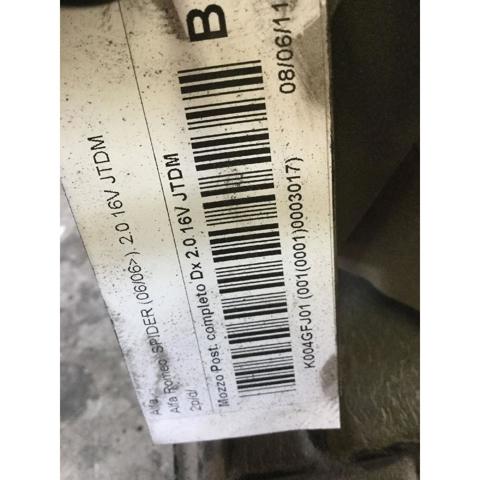 Alfa
Alfa Romeo SPIDER (06/06>) 2.0 16V JTDM
2p/d/
Mozzo Post. completo Dx 2.0 16V JTDM
B
K004GFJ01 (001(0001)0003017)
08/06/11